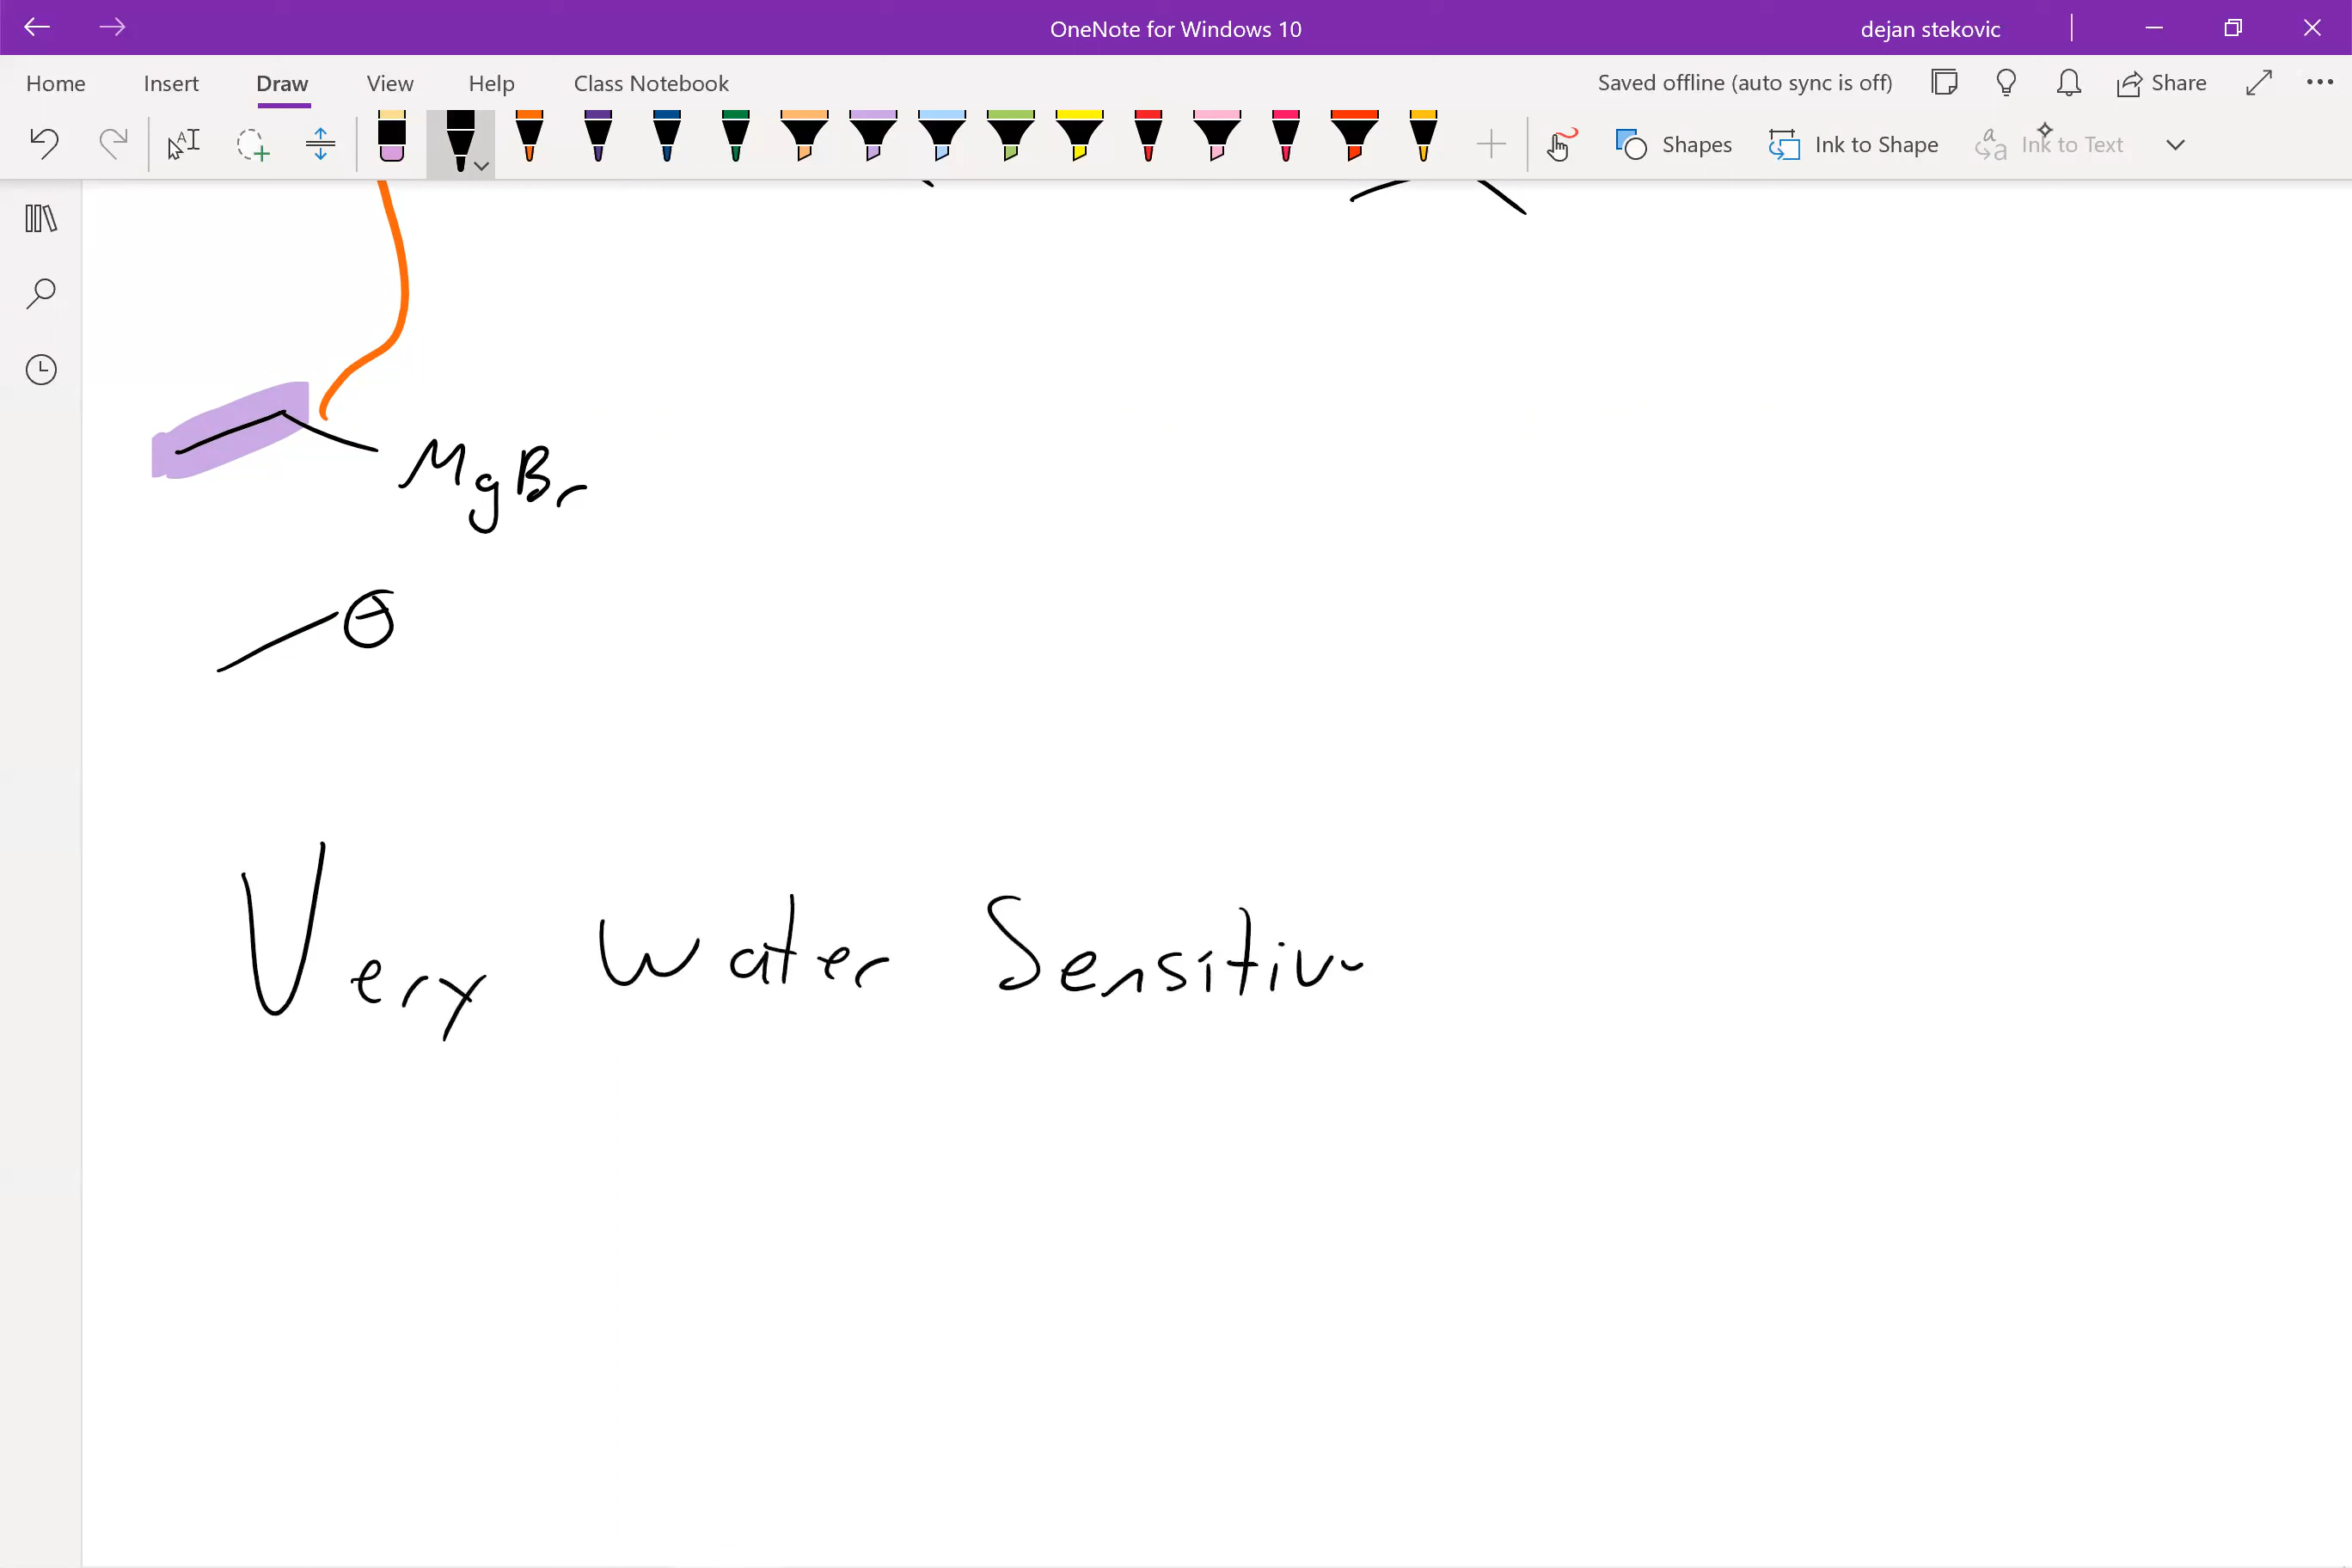 OneNote for Windows 10 dejan stekovic
Home Insert Draw View Help Class Notebook Saved offline (auto sync is off) Share
Shapes Ink to Shape Ink to Text
MgBr
Very Water Sensitive